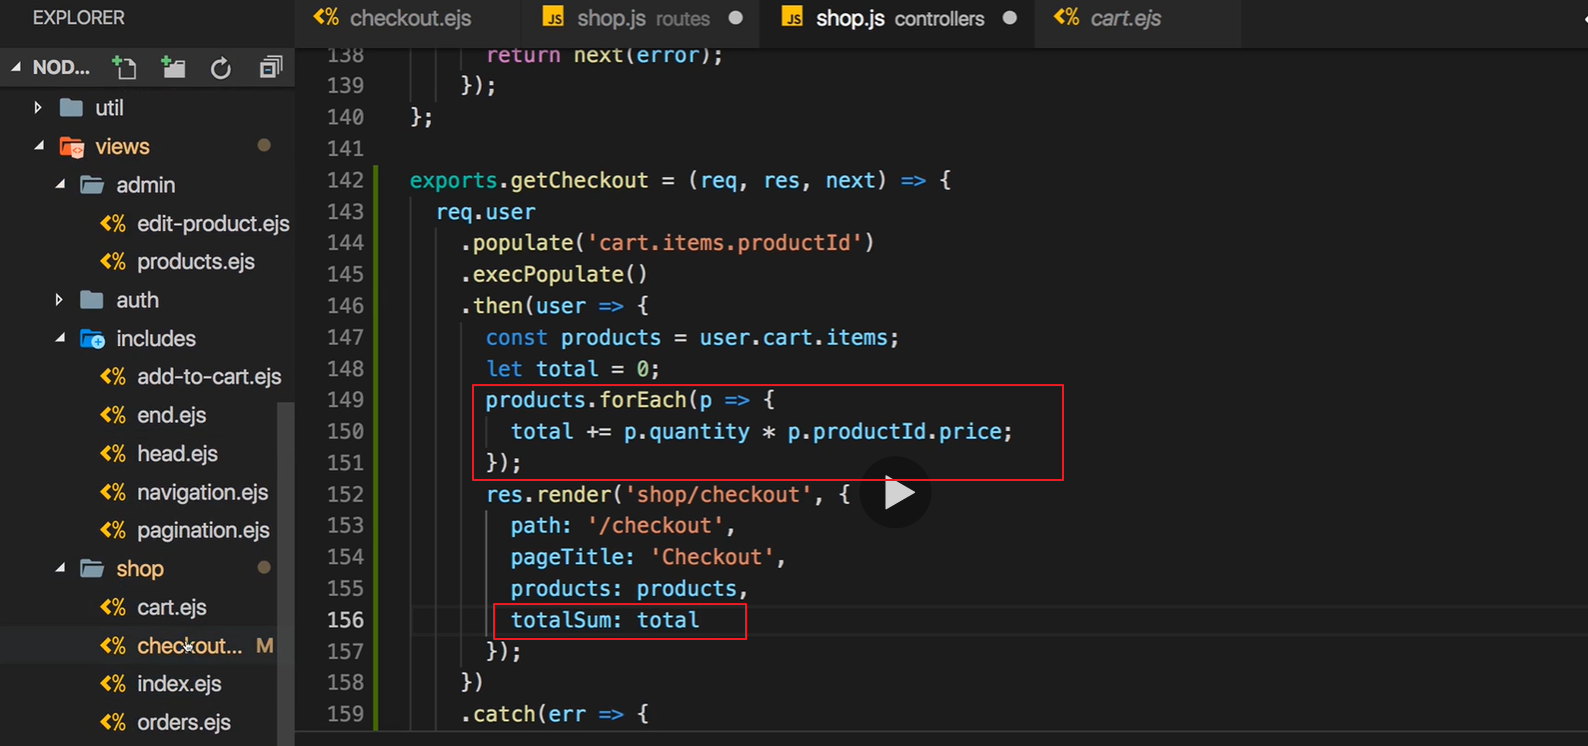 EXPLORER
checkout.ejs
JS shop.js routes
JS shop.js controllers
cart.ejs
NOD...
util
views
admin
edit-product.ejs
products.ejs
auth
includes
add-to-cart.ejs
end.ejs
head.ejs
navigation.ejs
pagination.ejs
shop
cart.ejs
checkout... M
index.ejs
orders.ejs
138 return next(error);
139 });
140 };
141
142 exports.getCheckout = (req, res, next) => {
143 req.user
144 .populate('cart.items.productId')
145 .execPopulate()
146 .then(user => {
147 const products = user.cart.items;
148 let total = 0;
149 products.forEach(p => {
150 total += p.quantity * p.productId.price;
151 });
152 res.render('shop/checkout', {
153 path: '/checkout',
154 pageTitle: 'Checkout',
155 products: products,
156 totalSum: total
157 });
158 })
159 .catch(err => {